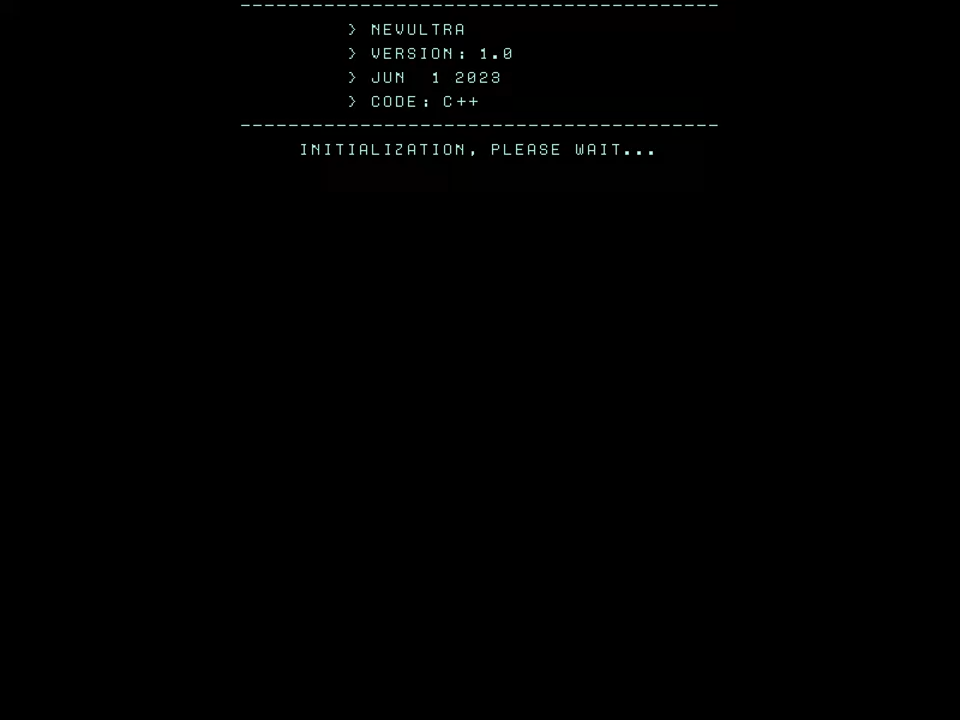 ----------------------------------------
> NEVULTRA
> VERSION: 1.0
> JUN  1 2023
> CODE: C++
----------------------------------------
INITIALIZATION, PLEASE WAIT...